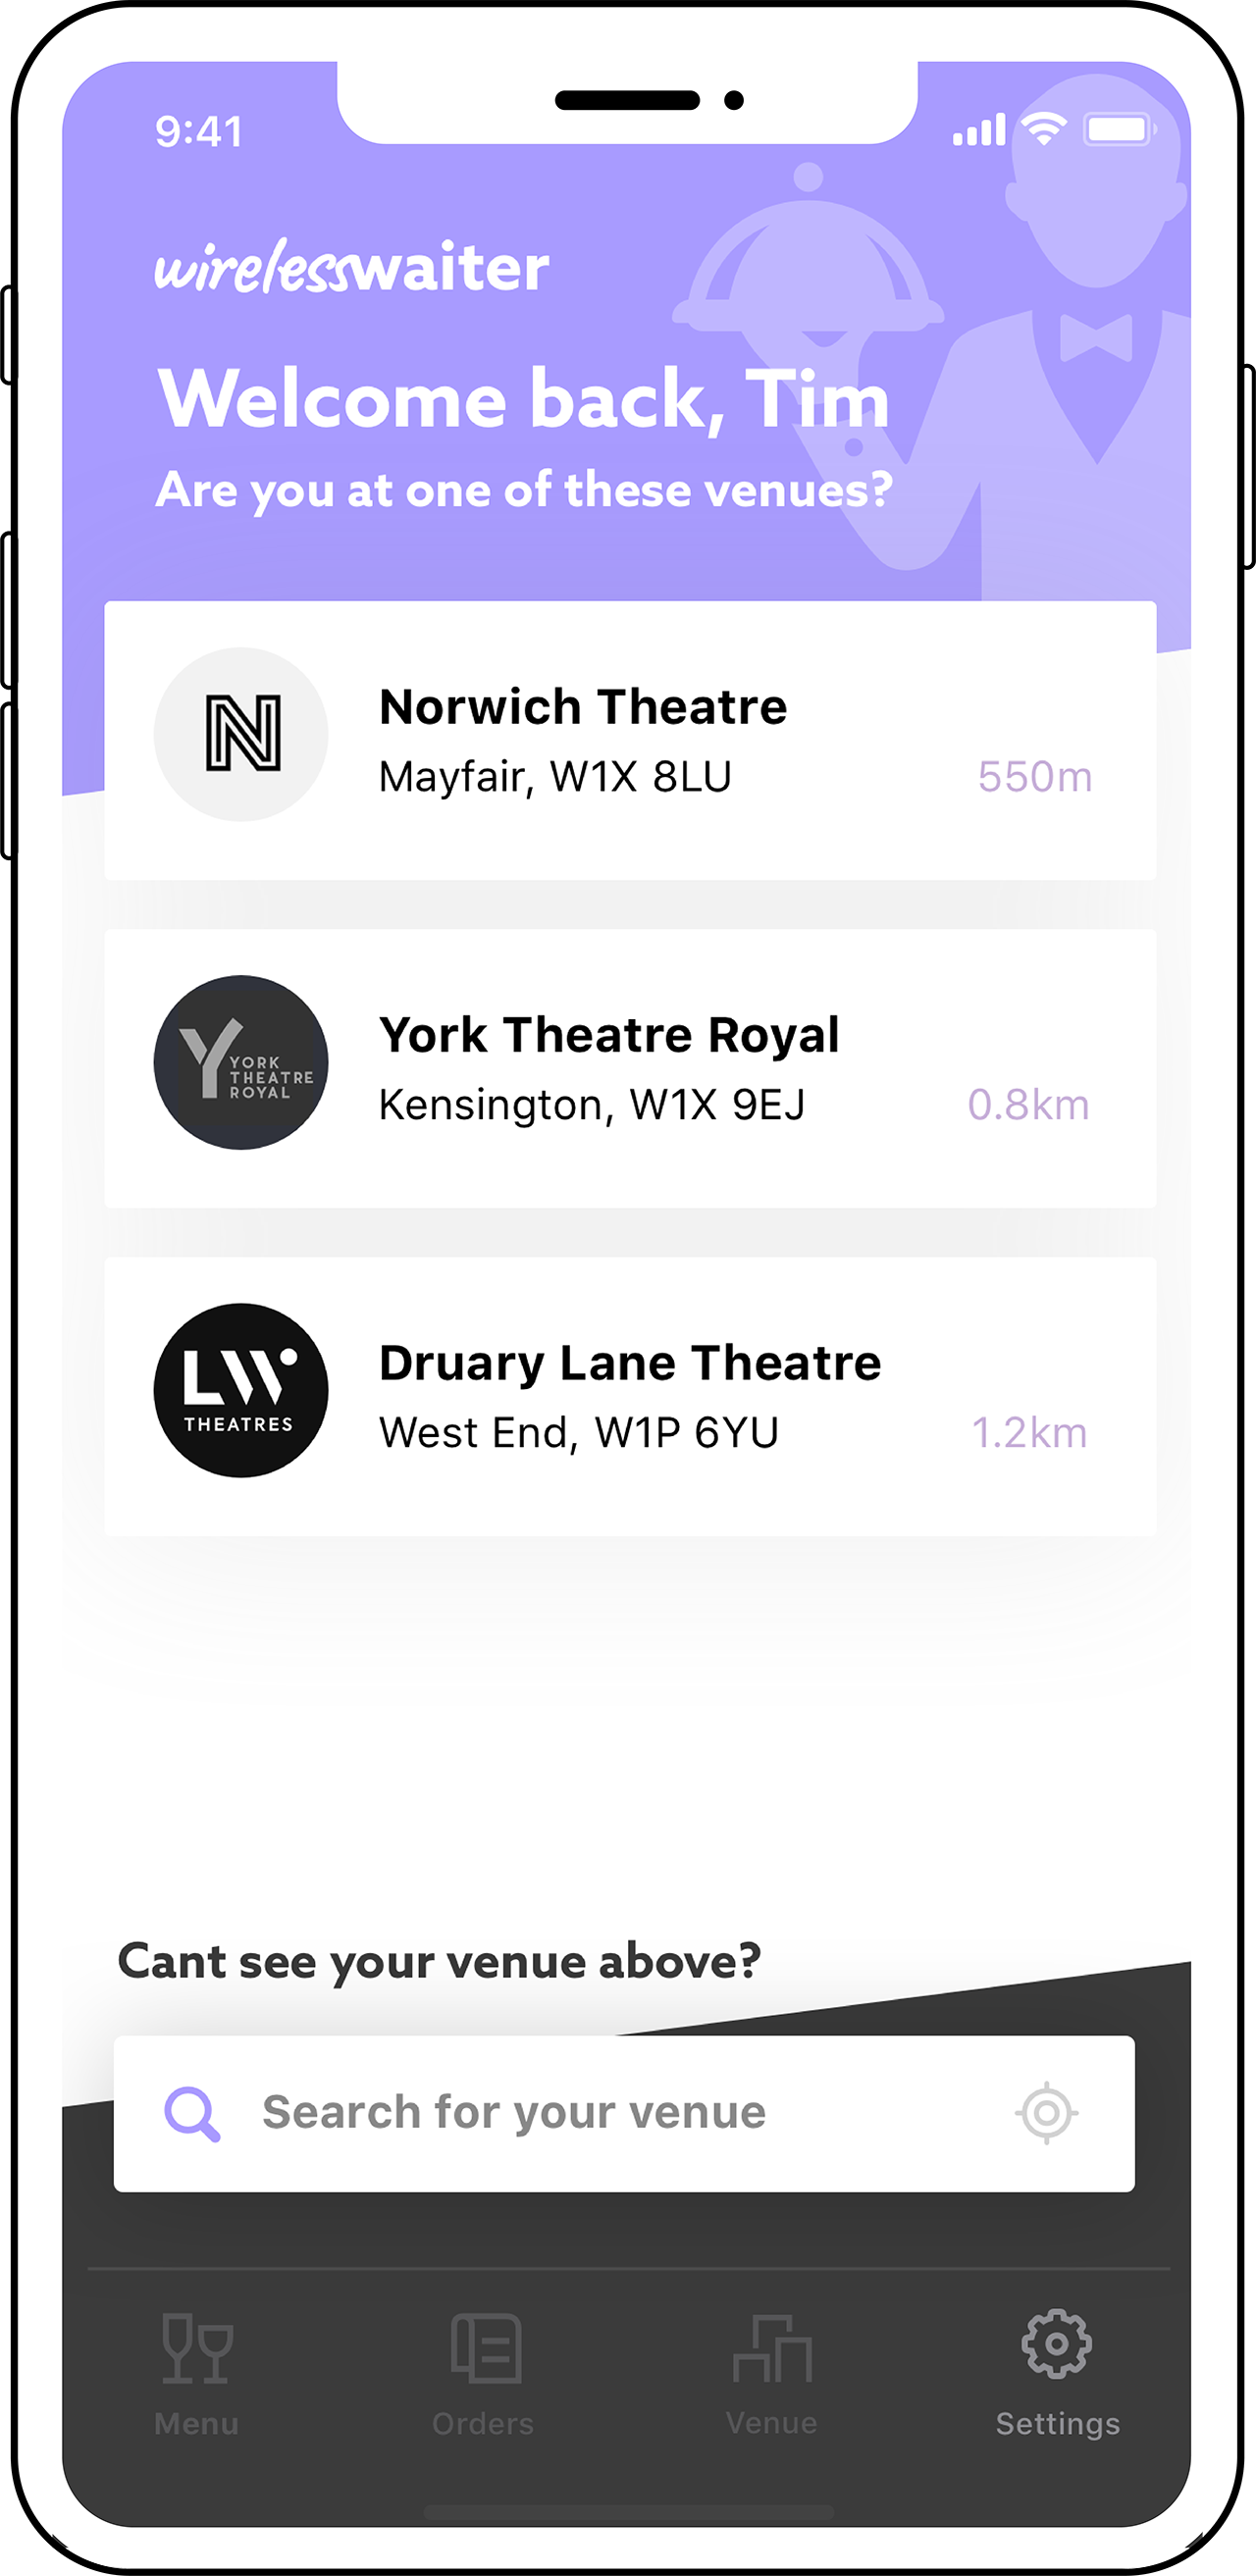 9:41
wirelesswaiter
Welcome back, Tim
Are you at one of these venues?
N
Norwich Theatre
Mayfair, W1X 8LU
550m
YORK
THEATRE
ROYAL
York Theatre Royal
Kensington, W1X 9EJ
0.8km
LW
THEATRES
Druary Lane Theatre
West End, W1P 6YU
1.2km
Cant see your venue above?
Search for your venue
Menu
Orders
Venue
Settings